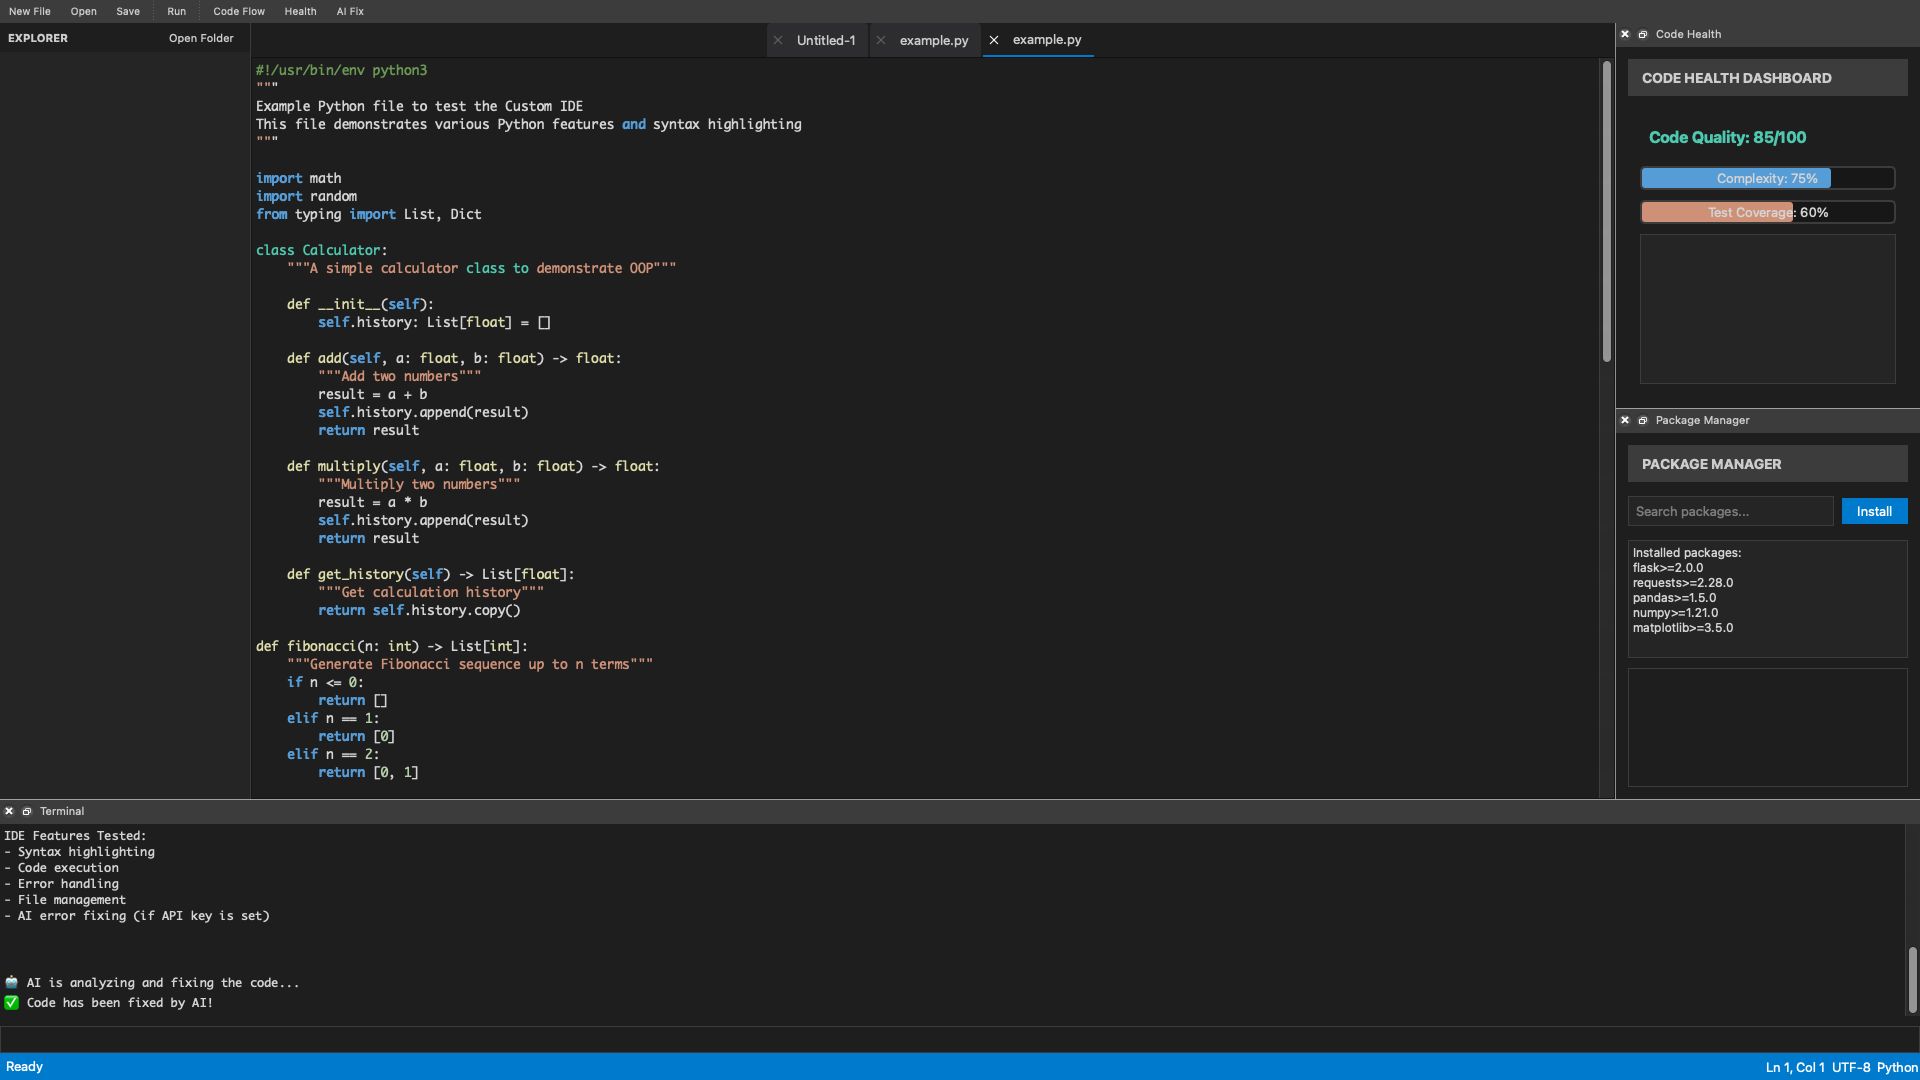 New File Open Save Run Code Flow Health AI Fix
EXPLORER Open Folder
Untitled-1 example.py example.py
#!/usr/bin/env python3
"""
Example Python file to test the Custom IDE
This file demonstrates various Python features and syntax highlighting
"""
import math
import random
from typing import List, Dict
class Calculator:
    """A simple calculator class to demonstrate OOP"""
    def __init__(self):
        self.history: List[float] = []
    def add(self, a: float, b: float) -> float:
        """Add two numbers"""
        result = a + b
        self.history.append(result)
        return result
    def multiply(self, a: float, b: float) -> float:
        """Multiply two numbers"""
        result = a * b
        self.history.append(result)
        return result
    def get_history(self) -> List[float]:
        """Get calculation history"""
        return self.history.copy()
def fibonacci(n: int) -> List[int]:
    """Generate Fibonacci sequence up to n terms"""
    if n <= 0:
        return []
    elif n == 1:
        return [0]
    elif n == 2:
        return [0, 1]
Code Health
CODE HEALTH DASHBOARD
Code Quality: 85/100
Complexity: 75%
Test Coverage: 60%
Package Manager
PACKAGE MANAGER
Search packages... Install
Installed packages:
flask>=2.0.0
requests>=2.28.0
pandas>=1.5.0
numpy>=1.21.0
matplotlib>=3.5.0
Terminal
IDE Features Tested:
- Syntax highlighting
- Code execution
- Error handling
- File management
- AI error fixing (if API key is set)
🤖 AI is analyzing and fixing the code...
✅ Code has been fixed by AI!
Ready Ln 1, Col 1 UTF-8 Python